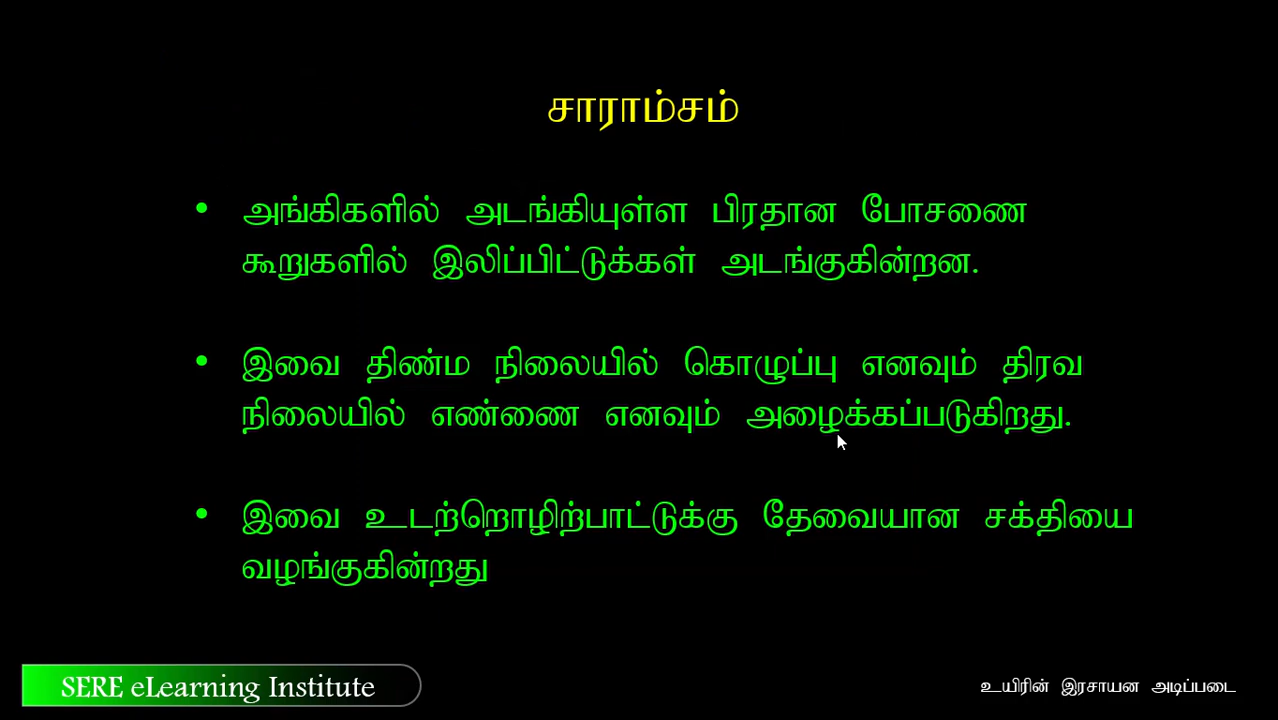 சாராம்சம்
• அங்கிகளில் அடங்கியுள்ள பிரதான போசணை
கூறுகளில் இலிப்பிட்டுக்கள் அடங்குகின்றன.
• இவை திண்ம நிலையில் கொழுப்பு எனவும் திரவ
நிலையில் எண்ணை எனவும் அழைக்கப்படுகிறது.
• இவை உடற்றொழிற்பாட்டுக்கு தேவையான சக்தியை
வழங்குகின்றது
SERE eLearning Institute
உயிரின் இரசாயன அடிப்படை